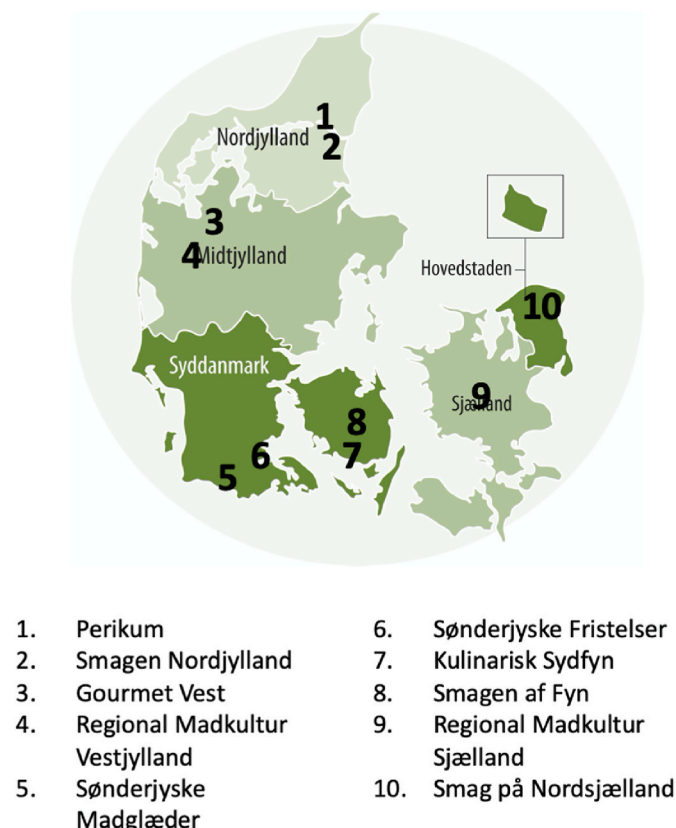 1
Nordjylland
2
3
4
Midtjylland
Hovedstaden
10
Syddanmark
9
Sjælland
8
7
6
5
1. Perikum
2. Smagen Nordjylland
3. Gourmet Vest
4. Regional Madkultur
Vestjylland
5. Sønderjyske
Madglæder
6. Sønderjyske Fristelser
7. Kulinarisk Sydfyn
8. Smagen af Fyn
9. Regional Madkultur
Sjælland
10. Smag på Nordsjælland